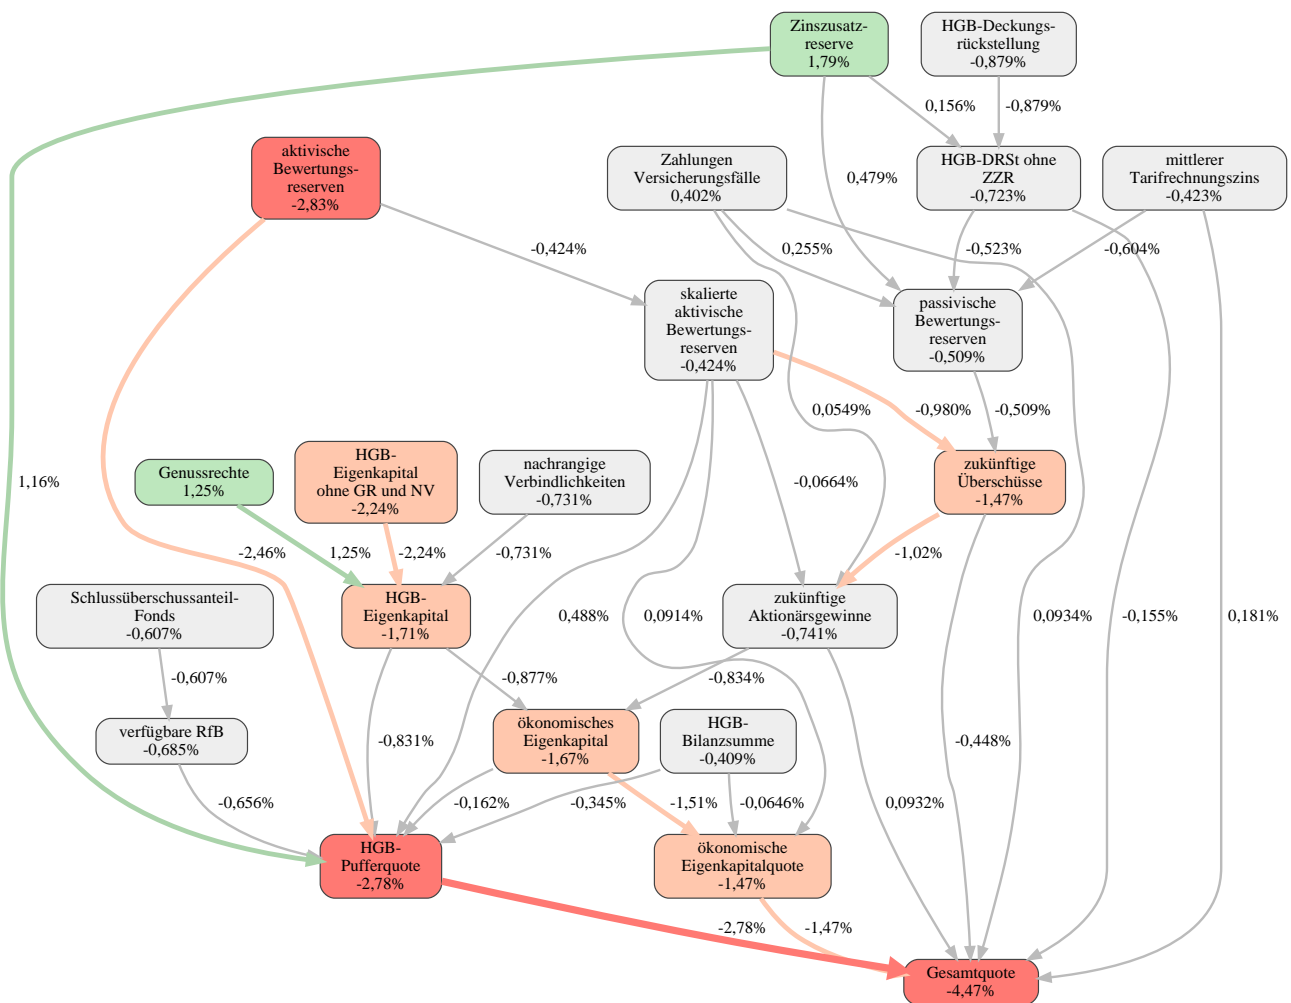 Zinszusatz-
reserve
1,79%
HGB-Deckungs-
rückstellung
-0,879%
0,156%
-0,879%
aktivische
Bewertungs-
reserven
-2,83%
Zahlungen
Versicherungsfälle
0,402%
HGB-DRSt ohne
ZZR
-0,723%
mittlerer
Tarifrechnungszins
-0,423%
0,479%
-0,424%
0,255%
-0,523%
-0,604%
skalierte
aktivische
Bewertungs-
reserven
-0,424%
passivische
Bewertungs-
reserven
-0,509%
0,0549%
-0,980%
-0,509%
Genussrechte
1,25%
HGB-
Eigenkapital
ohne GR und NV
-2,24%
nachrangige
Verbindlichkeiten
-0,731%
zukünftige
Überschüsse
-1,47%
1,16%
-0,0664%
-2,46%
1,25%
-2,24%
-0,731%
-1,02%
Schlussüberschussanteil-
Fonds
-0,607%
HGB-
Eigenkapital
-1,71%
zukünftige
Aktionärsgewinne
-0,741%
0,488%
0,0914%
0,0934%
-0,155%
0,181%
-0,607%
-0,877%
-0,834%
verfügbare RfB
-0,685%
ökonomisches
Eigenkapital
-1,67%
HGB-
Bilanzsumme
-0,409%
-0,831%
-0,448%
-0,656%
-0,162%
-0,345%
-1,51%
-0,0646%
0,0932%
HGB-
Pufferquote
-2,78%
ökonomische
Eigenkapitalquote
-1,47%
-2,78%
-1,47%
Gesamtquote
-4,47%